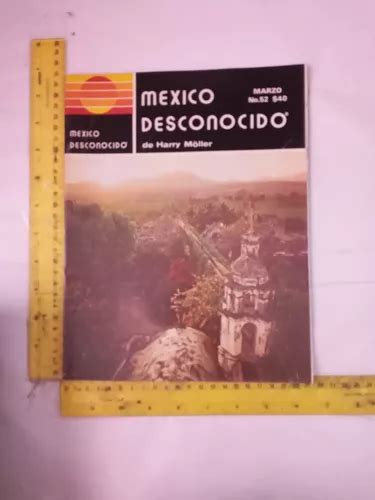 MEXICO
DESCONOCIDO
MARZO
No.52 $40
MEXICO
DESCONOCIDO
de Harry Möller